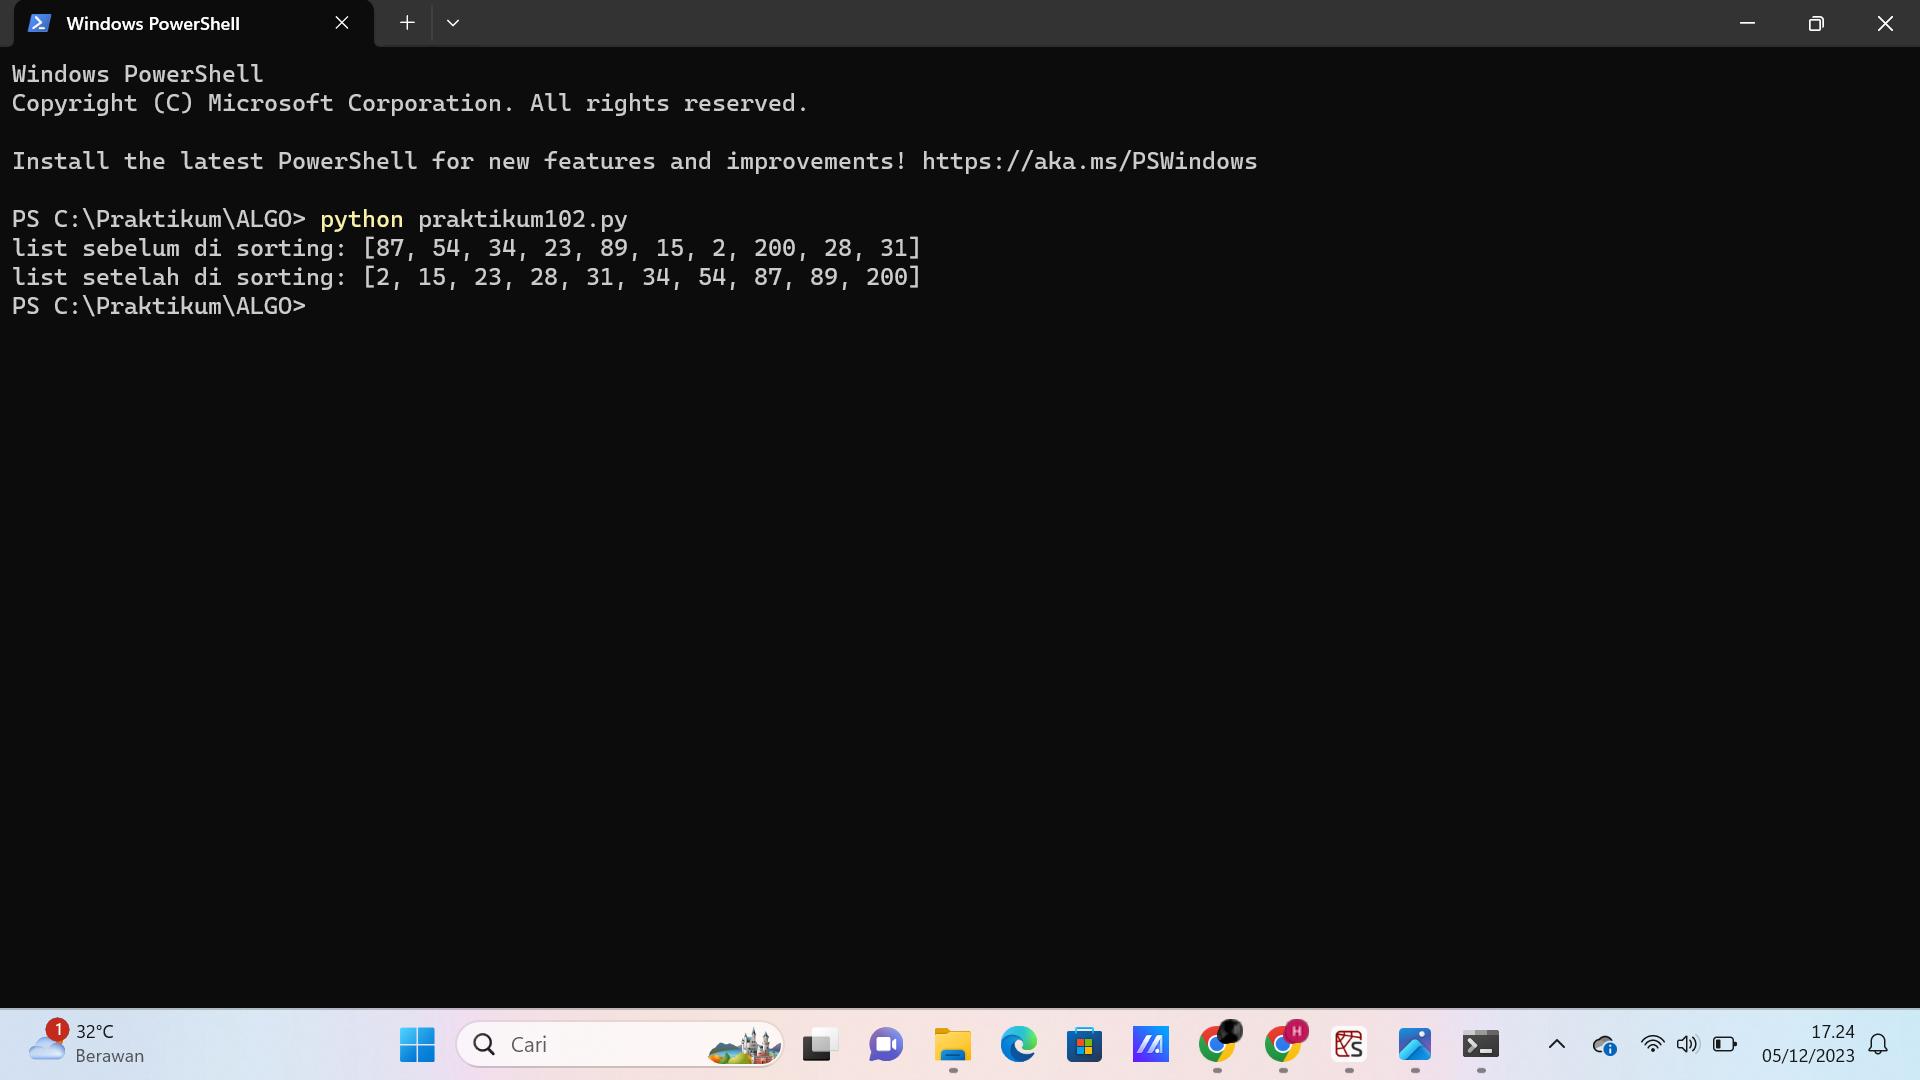 Windows PowerShell
Windows PowerShell
Copyright (C) Microsoft Corporation. All rights reserved.
Install the latest PowerShell for new features and improvements! https://aka.ms/PSWindows
PS C:\Praktikum\ALGO> python praktikum102.py
list sebelum di sorting: [87, 54, 34, 23, 89, 15, 2, 200, 28, 31]
list setelah di sorting: [2, 15, 23, 28, 31, 34, 54, 87, 89, 200]
PS C:\Praktikum\ALGO>
1
32°C
Berawan
Cari
H
S
17.24
05/12/2023